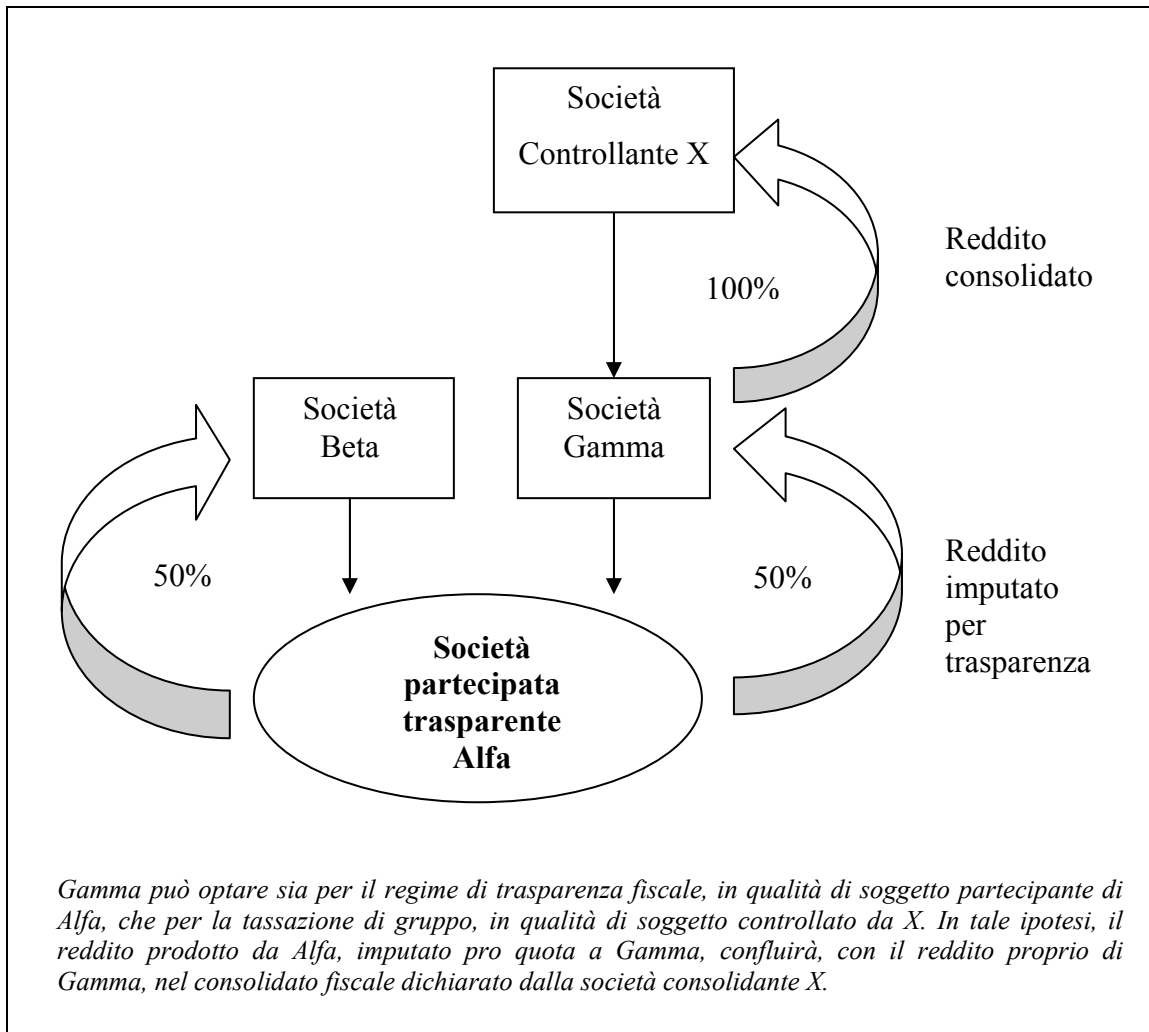 Società
Controllante X
Reddito
consolidato
100%
Società
Beta
Società
Gamma
50%
50%
Reddito
imputato
per
trasparenza
Società
partecipata
trasparente
Alfa
Gamma può optare sia per il regime di trasparenza fiscale, in qualità di soggetto partecipante di
Alfa, che per la tassazione di gruppo, in qualità di soggetto controllato da X. In tale ipotesi, il
reddito prodotto da Alfa, imputato pro quota a Gamma, confluirà, con il reddito proprio di
Gamma, nel consolidato fiscale dichiarato dalla società consolidante X.